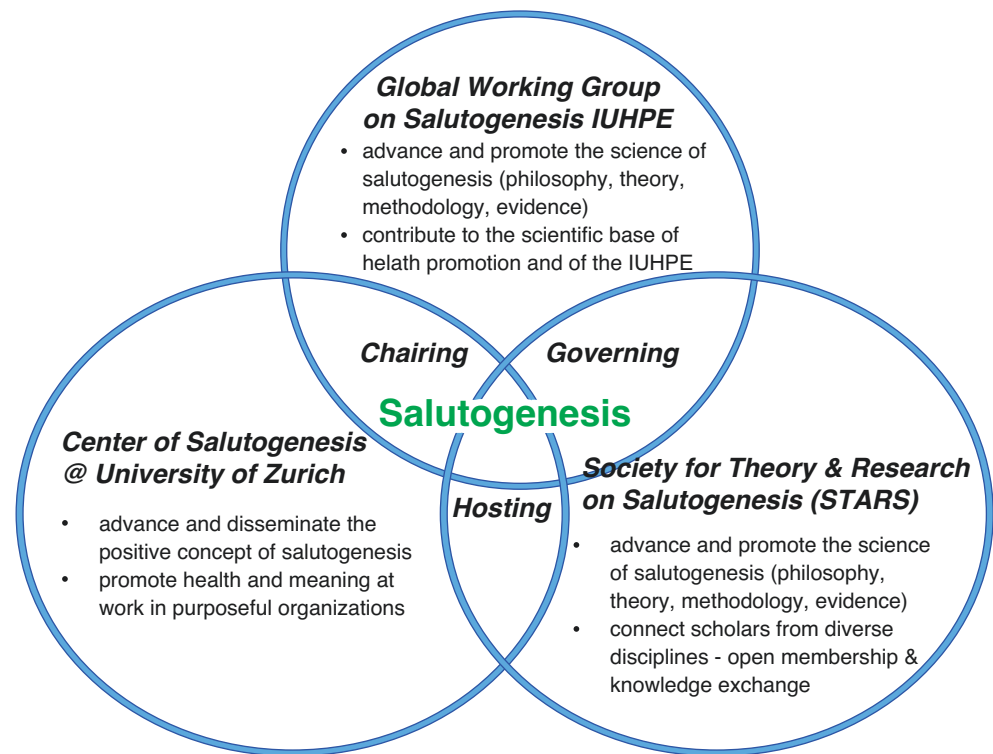 Global Working Group
on Salutogenesis IUHPE
• advance and promote the science of
salutogenesis (philosophy, theory,
methodology, evidence)
• contribute to the scientific base of
helath promotion and of the IUHPE
Chairing
Governing
Salutogenesis
Center of Salutogenesis
@ University of Zurich
• advance and disseminate the
positive concept of salutogenesis
• promote health and meaning at
work in purposeful organizations
Hosting
Society for Theory & Research
on Salutogenesis (STARS)
• advance and promote the science
of salutogenesis (philosophy,
theory, methodology, evidence)
• connect scholars from diverse
disciplines - open membership &
knowledge exchange